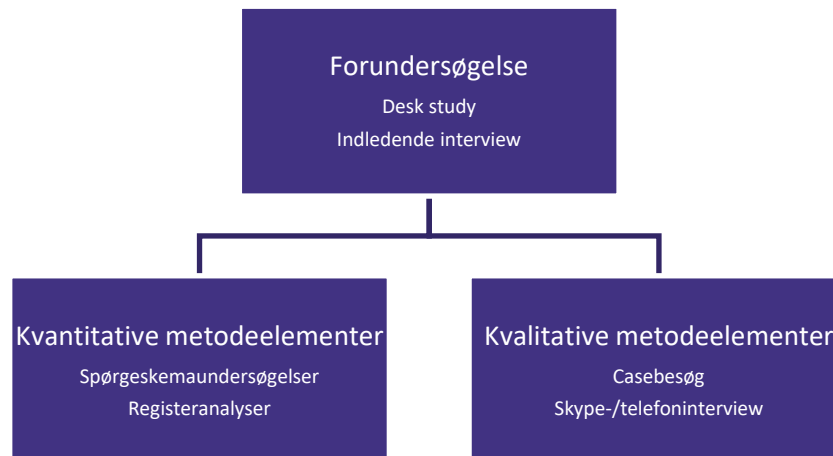 Forundersøgelse
Desk study
Indledende interview
Kvantitative metodeelementer
Spørgeskemaundersøgelser
Registeranalyser
Kvalitative metodeelementer
Casebesøg
Skype-/telefoninterview